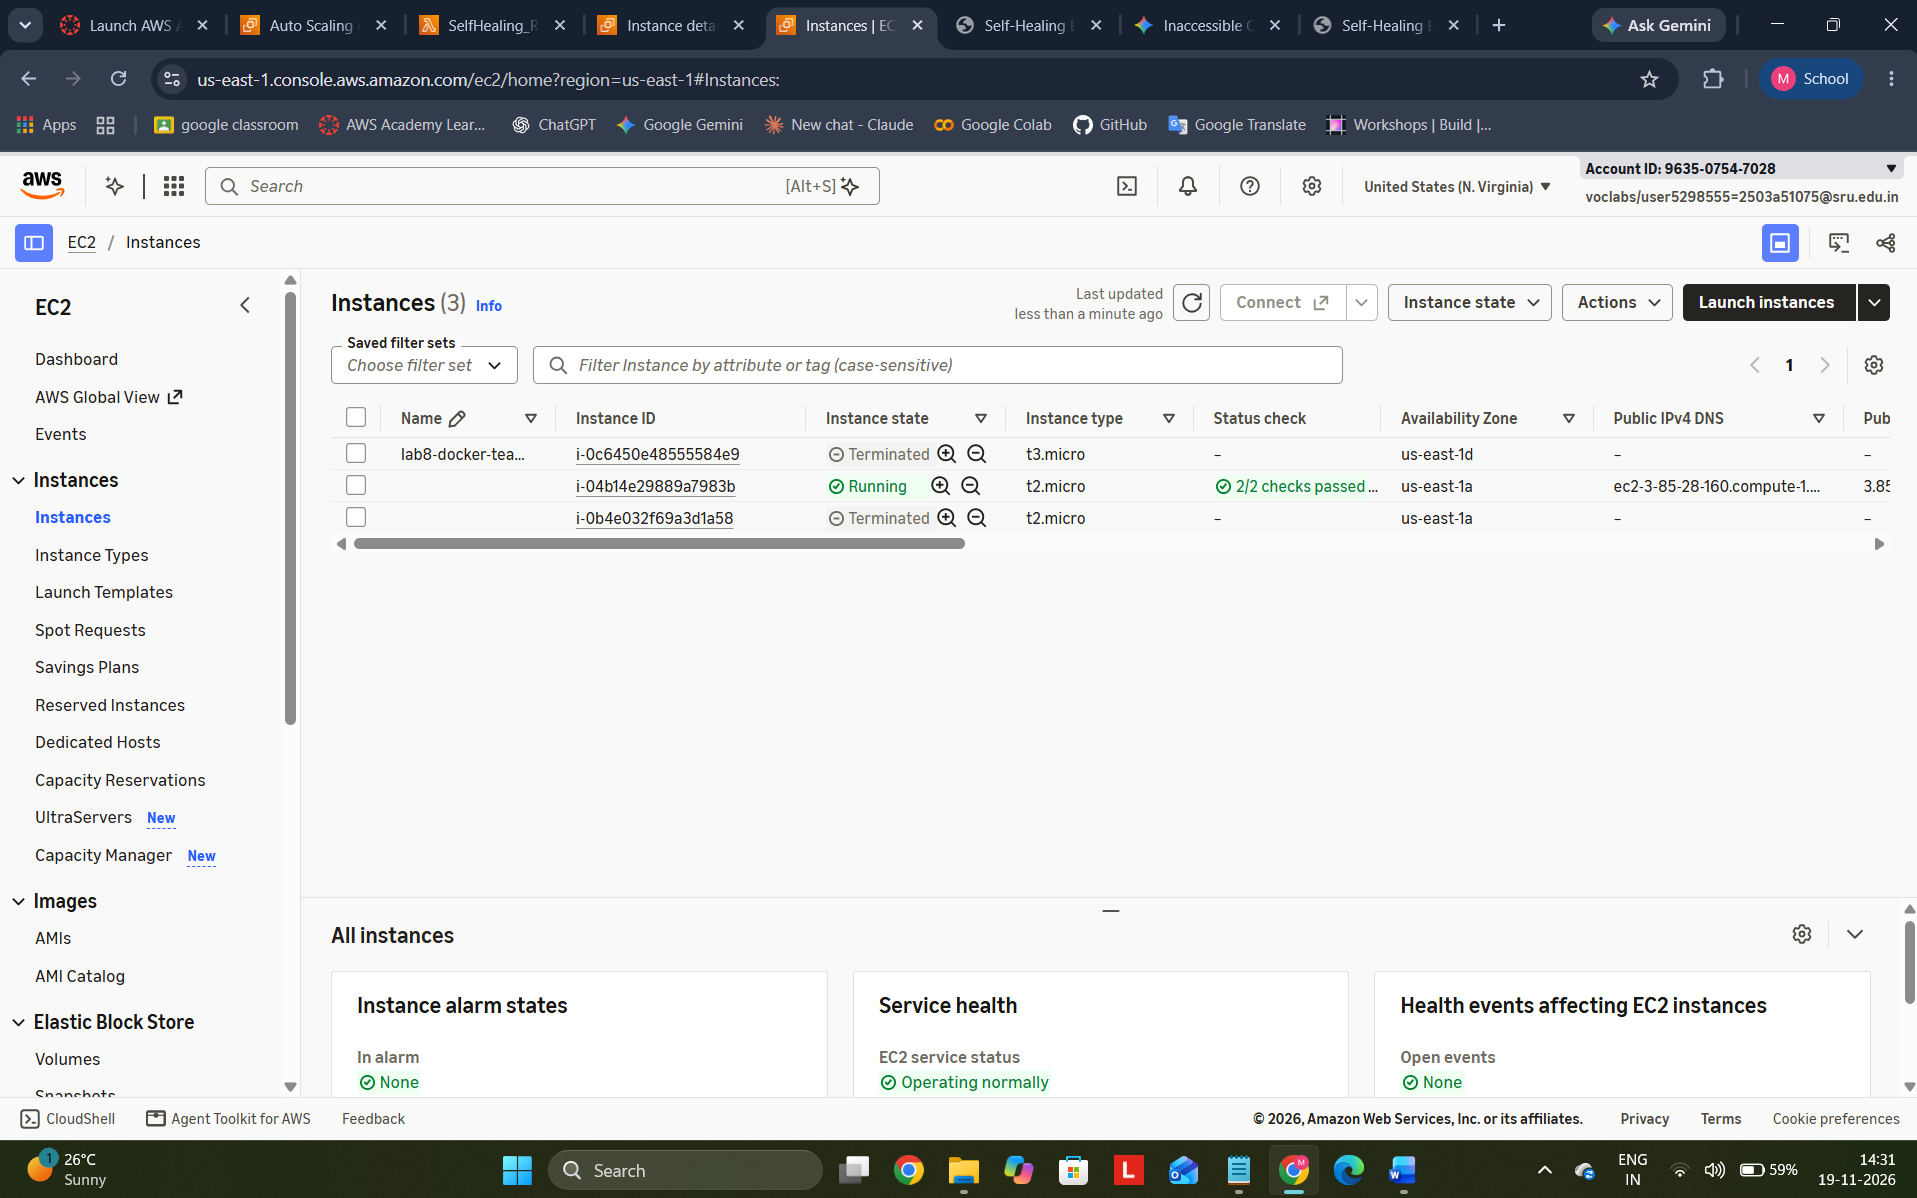 Launch AWS A
Auto Scaling g
SelfHealing_R
Instance detai
Instances | EC
Self-Healing E
Inaccessible C
Self-Healing E
Ask Gemini
us-east-1.console.aws.amazon.com/ec2/home?region=us-east-1#Instances:
M School
Apps
google classroom
AWS Academy Lear...
ChatGPT
Google Gemini
New chat - Claude
Google Colab
GitHub
Google Translate
Workshops | Build |...
aws
Search [Alt+S]
United States (N. Virginia)
Account ID: 9635-0754-7028
voclabs/user5298555=2503a51075@sru.edu.in
EC2 / Instances
EC2
Dashboard
AWS Global View
Events
Instances
Instances
Instance Types
Launch Templates
Spot Requests
Savings Plans
Reserved Instances
Dedicated Hosts
Capacity Reservations
UltraServers New
Capacity Manager New
Images
AMIs
AMI Catalog
Elastic Block Store
Volumes
Snapshots
Instances (3) Info
Last updated
less than a minute ago
Connect
Instance state
Actions
Launch instances
Saved filter sets
Choose filter set
Filter Instance by attribute or tag (case-sensitive)
1
Name Instance ID Instance state Instance type Status check Availability Zone Public IPv4 DNS Pub
lab8-docker-tea... i-0c6450e48555584e9 Terminated t3.micro – us-east-1d – –
i-04b14e29889a7983b Running t2.micro 2/2 checks passed ... us-east-1a ec2-3-85-28-160.compute-1.... 3.85
i-0b4e032f69a3d1a58 Terminated t2.micro – us-east-1a – –
All instances
Instance alarm states
In alarm
None
Service health
EC2 service status
Operating normally
Health events affecting EC2 instances
Open events
None
CloudShell
Agent Toolkit for AWS
Feedback
© 2026, Amazon Web Services, Inc. or its affiliates.
Privacy
Terms
Cookie preferences
1
26°C
Sunny
Search
L
M
W
ENG
IN
59%
14:31
19-11-2026